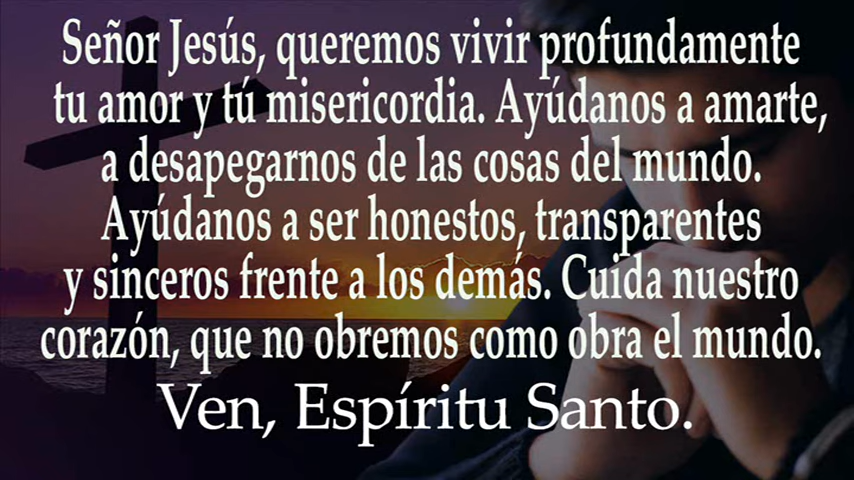 Señor Jesús, queremos vivir profundamente
tu amor y tú misericordia. Ayúdanos a amarte,
a desapegarnos de las cosas del mundo.
Ayúdanos a ser honestos, transparentes
y sinceros frente a los demás. Cuida nuestro
corazón, que no obremos como obra el mundo.
Ven, Espíritu Santo.